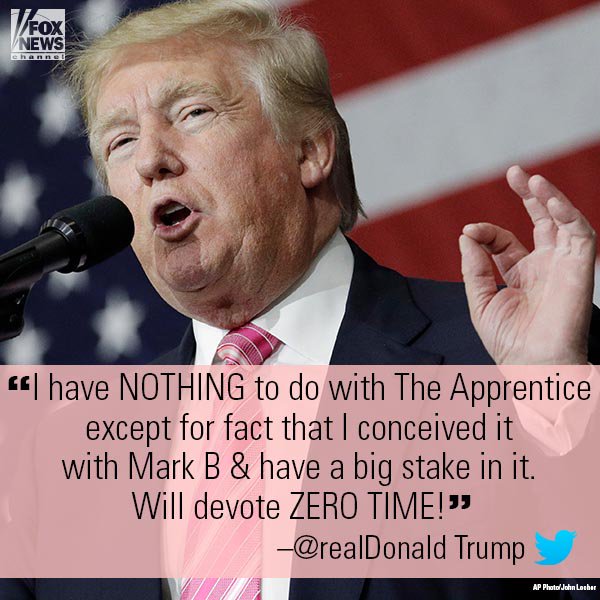 FOX
NEWS
channel
“I have NOTHING to do with The Apprentice
except for fact that I conceived it
with Mark B & have a big stake in it.
Will devote ZERO TIME!”
–@realDonald Trump
AP Photo/John Locher